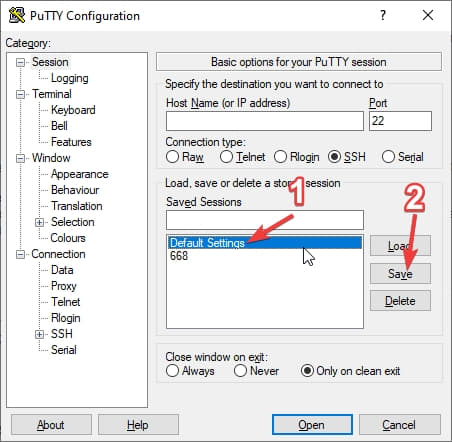 PuTTY Configuration
Category:
Session
Logging
Terminal
Keyboard
Bell
Features
Window
Appearance
Behaviour
Translation
Selection
Colours
Connection
Data
Proxy
Telnet
Rlogin
SSH
Serial
Basic options for your PuTTY session
Specify the destination you want to connect to
Host Name (or IP address) Port
22
Connection type:
Raw Telnet Rlogin SSH Serial
Load, save or delete a stored session
1
2
Saved Sessions
Default Settings
668
Load
Save
Delete
Close window on exit:
Always Never Only on clean exit
About Help Open Cancel